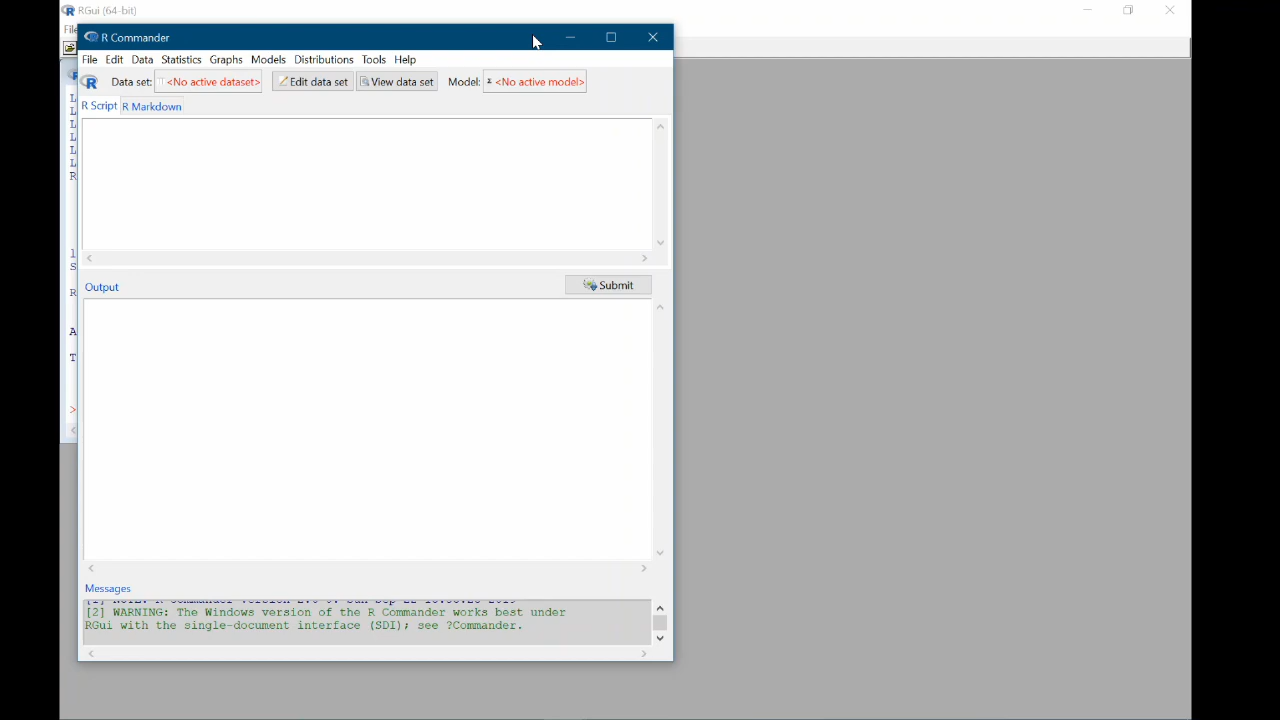 RGui (64-bit)
File
R Commander
File Edit Data Statistics Graphs Models Distributions Tools Help
Data set: <No active dataset> Edit data set View data set Model: <No active model>
R Script R Markdown
L
L
L
L
L
L
R
l
S
R
A
T
>
Output Submit
Messages
[2] WARNING: The Windows version of the R Commander works best under
RGui with the single-document interface (SDI); see ?Commander.